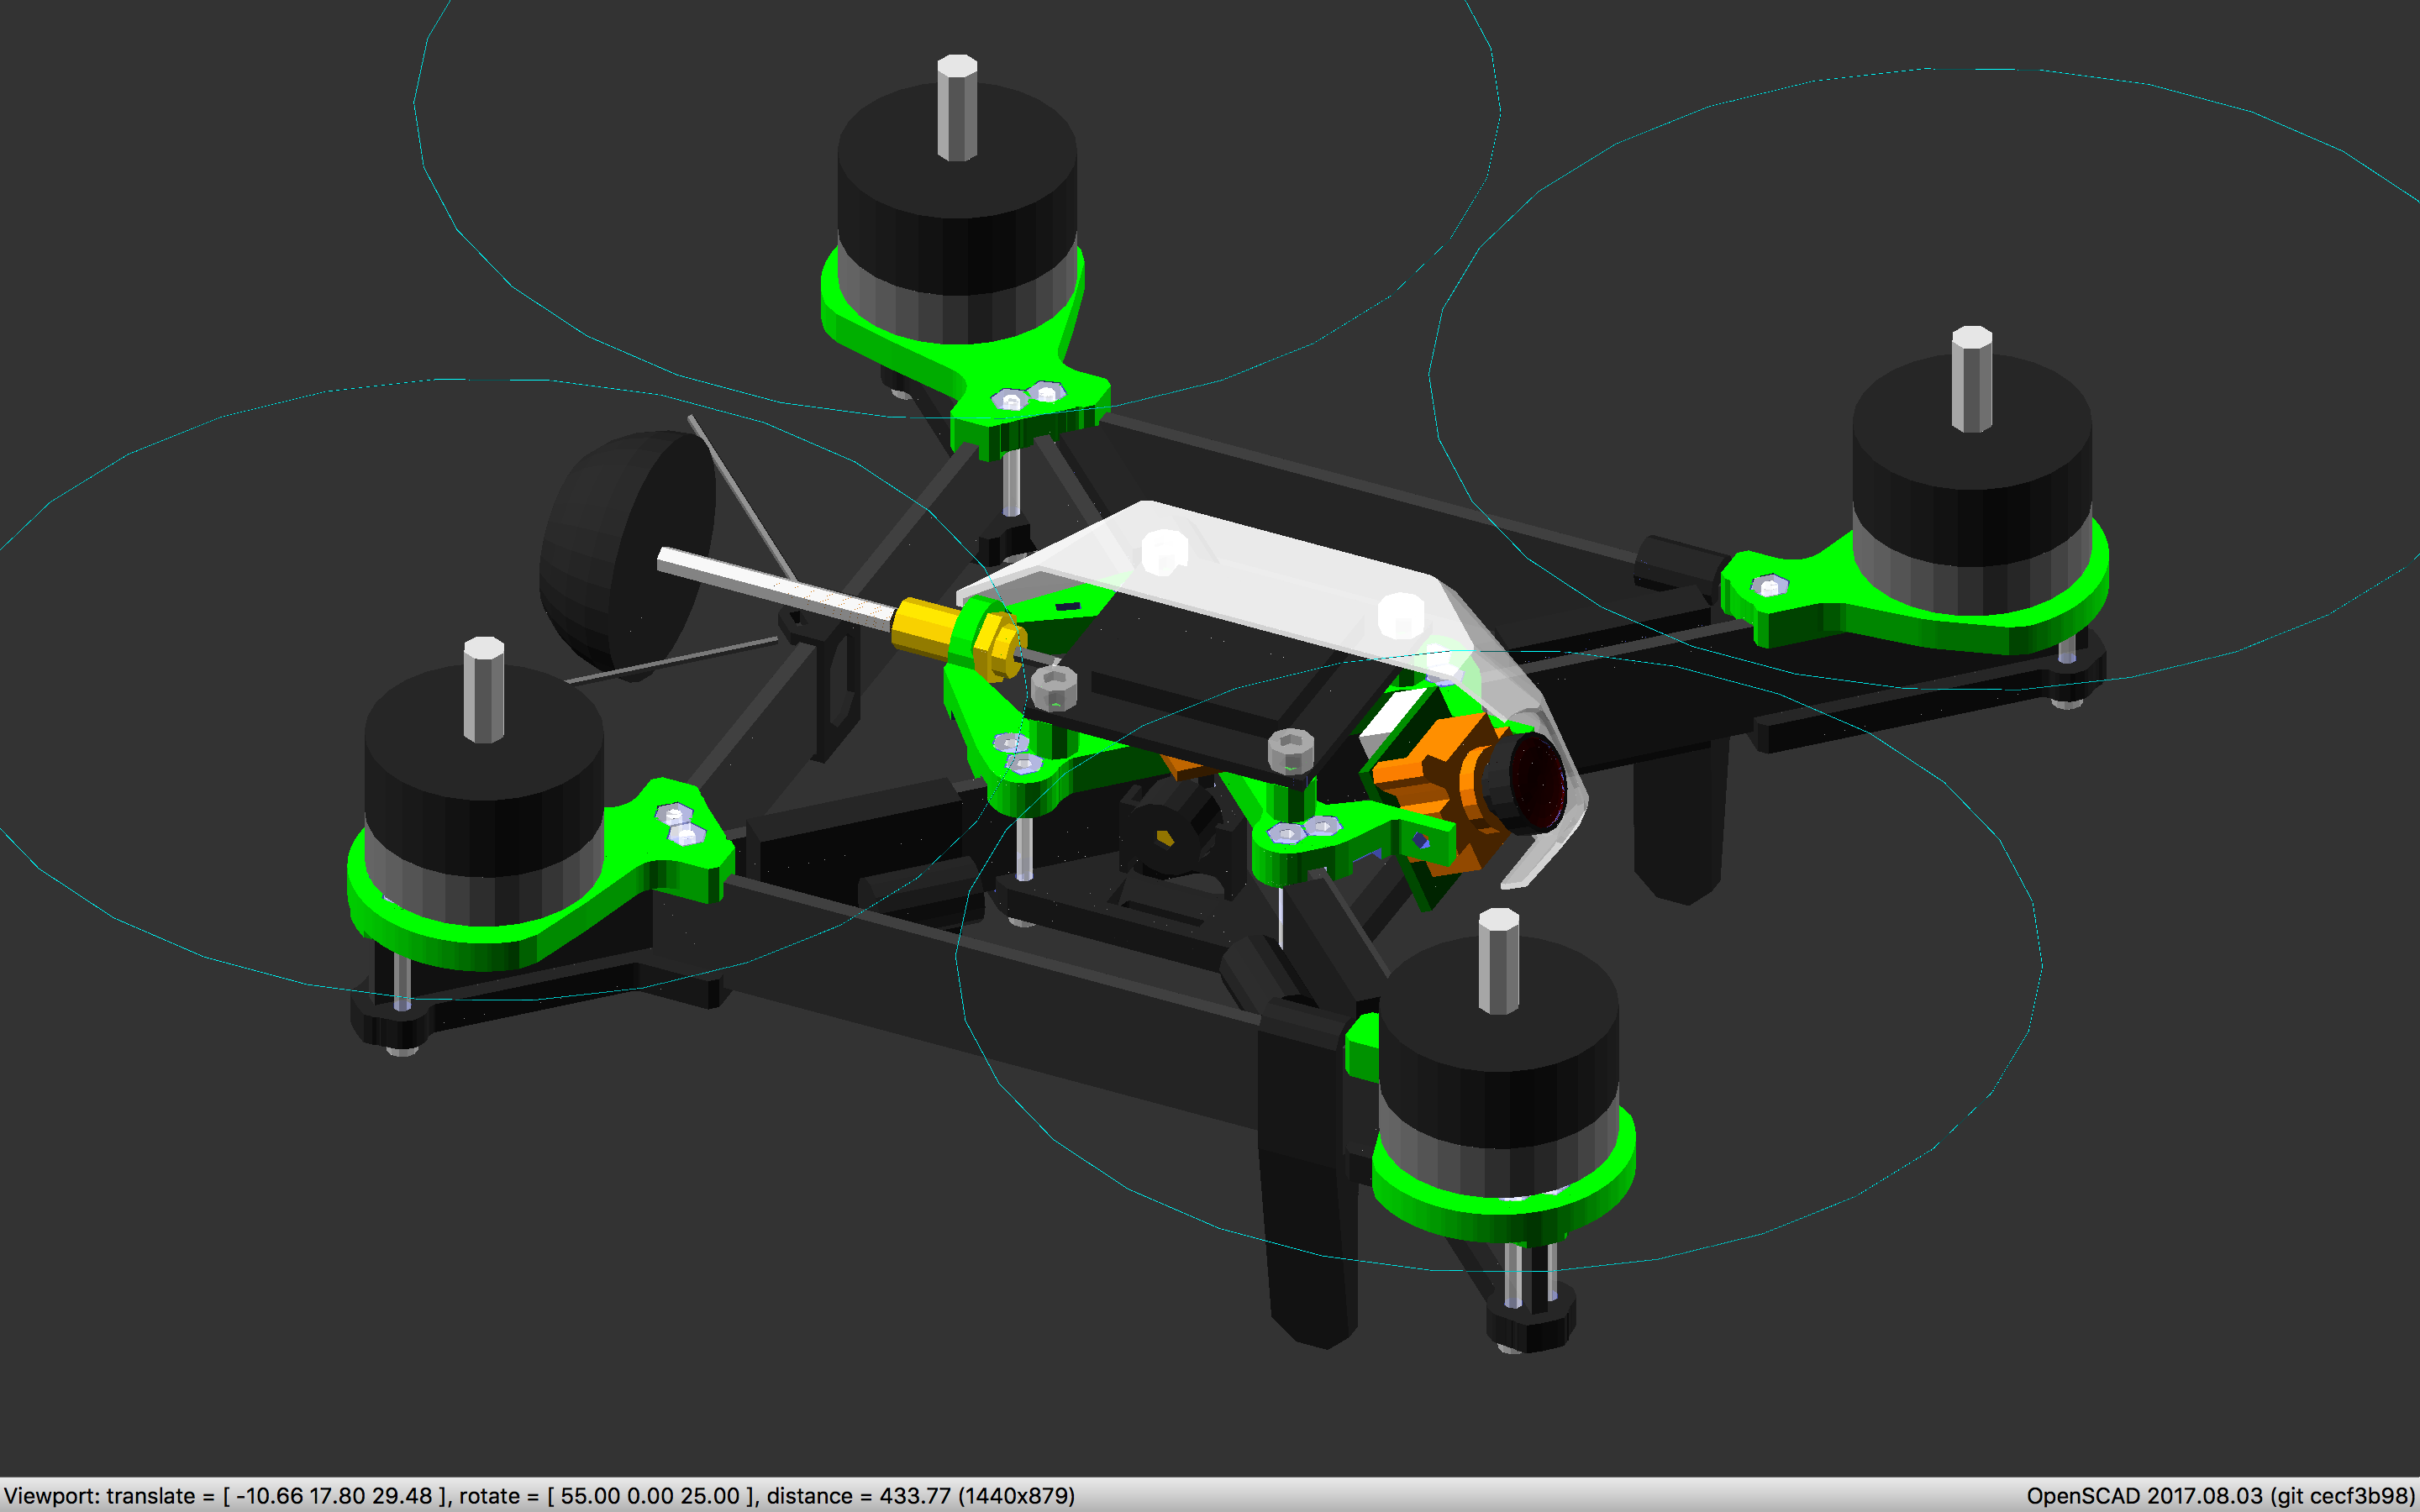 Viewport: translate = [ -10.66 17.80 29.48 ], rotate = [ 55.00 0.00 25.00 ], distance = 433.77 (1440x879)
OpenSCAD 2017.08.03 (git cecf3b98)